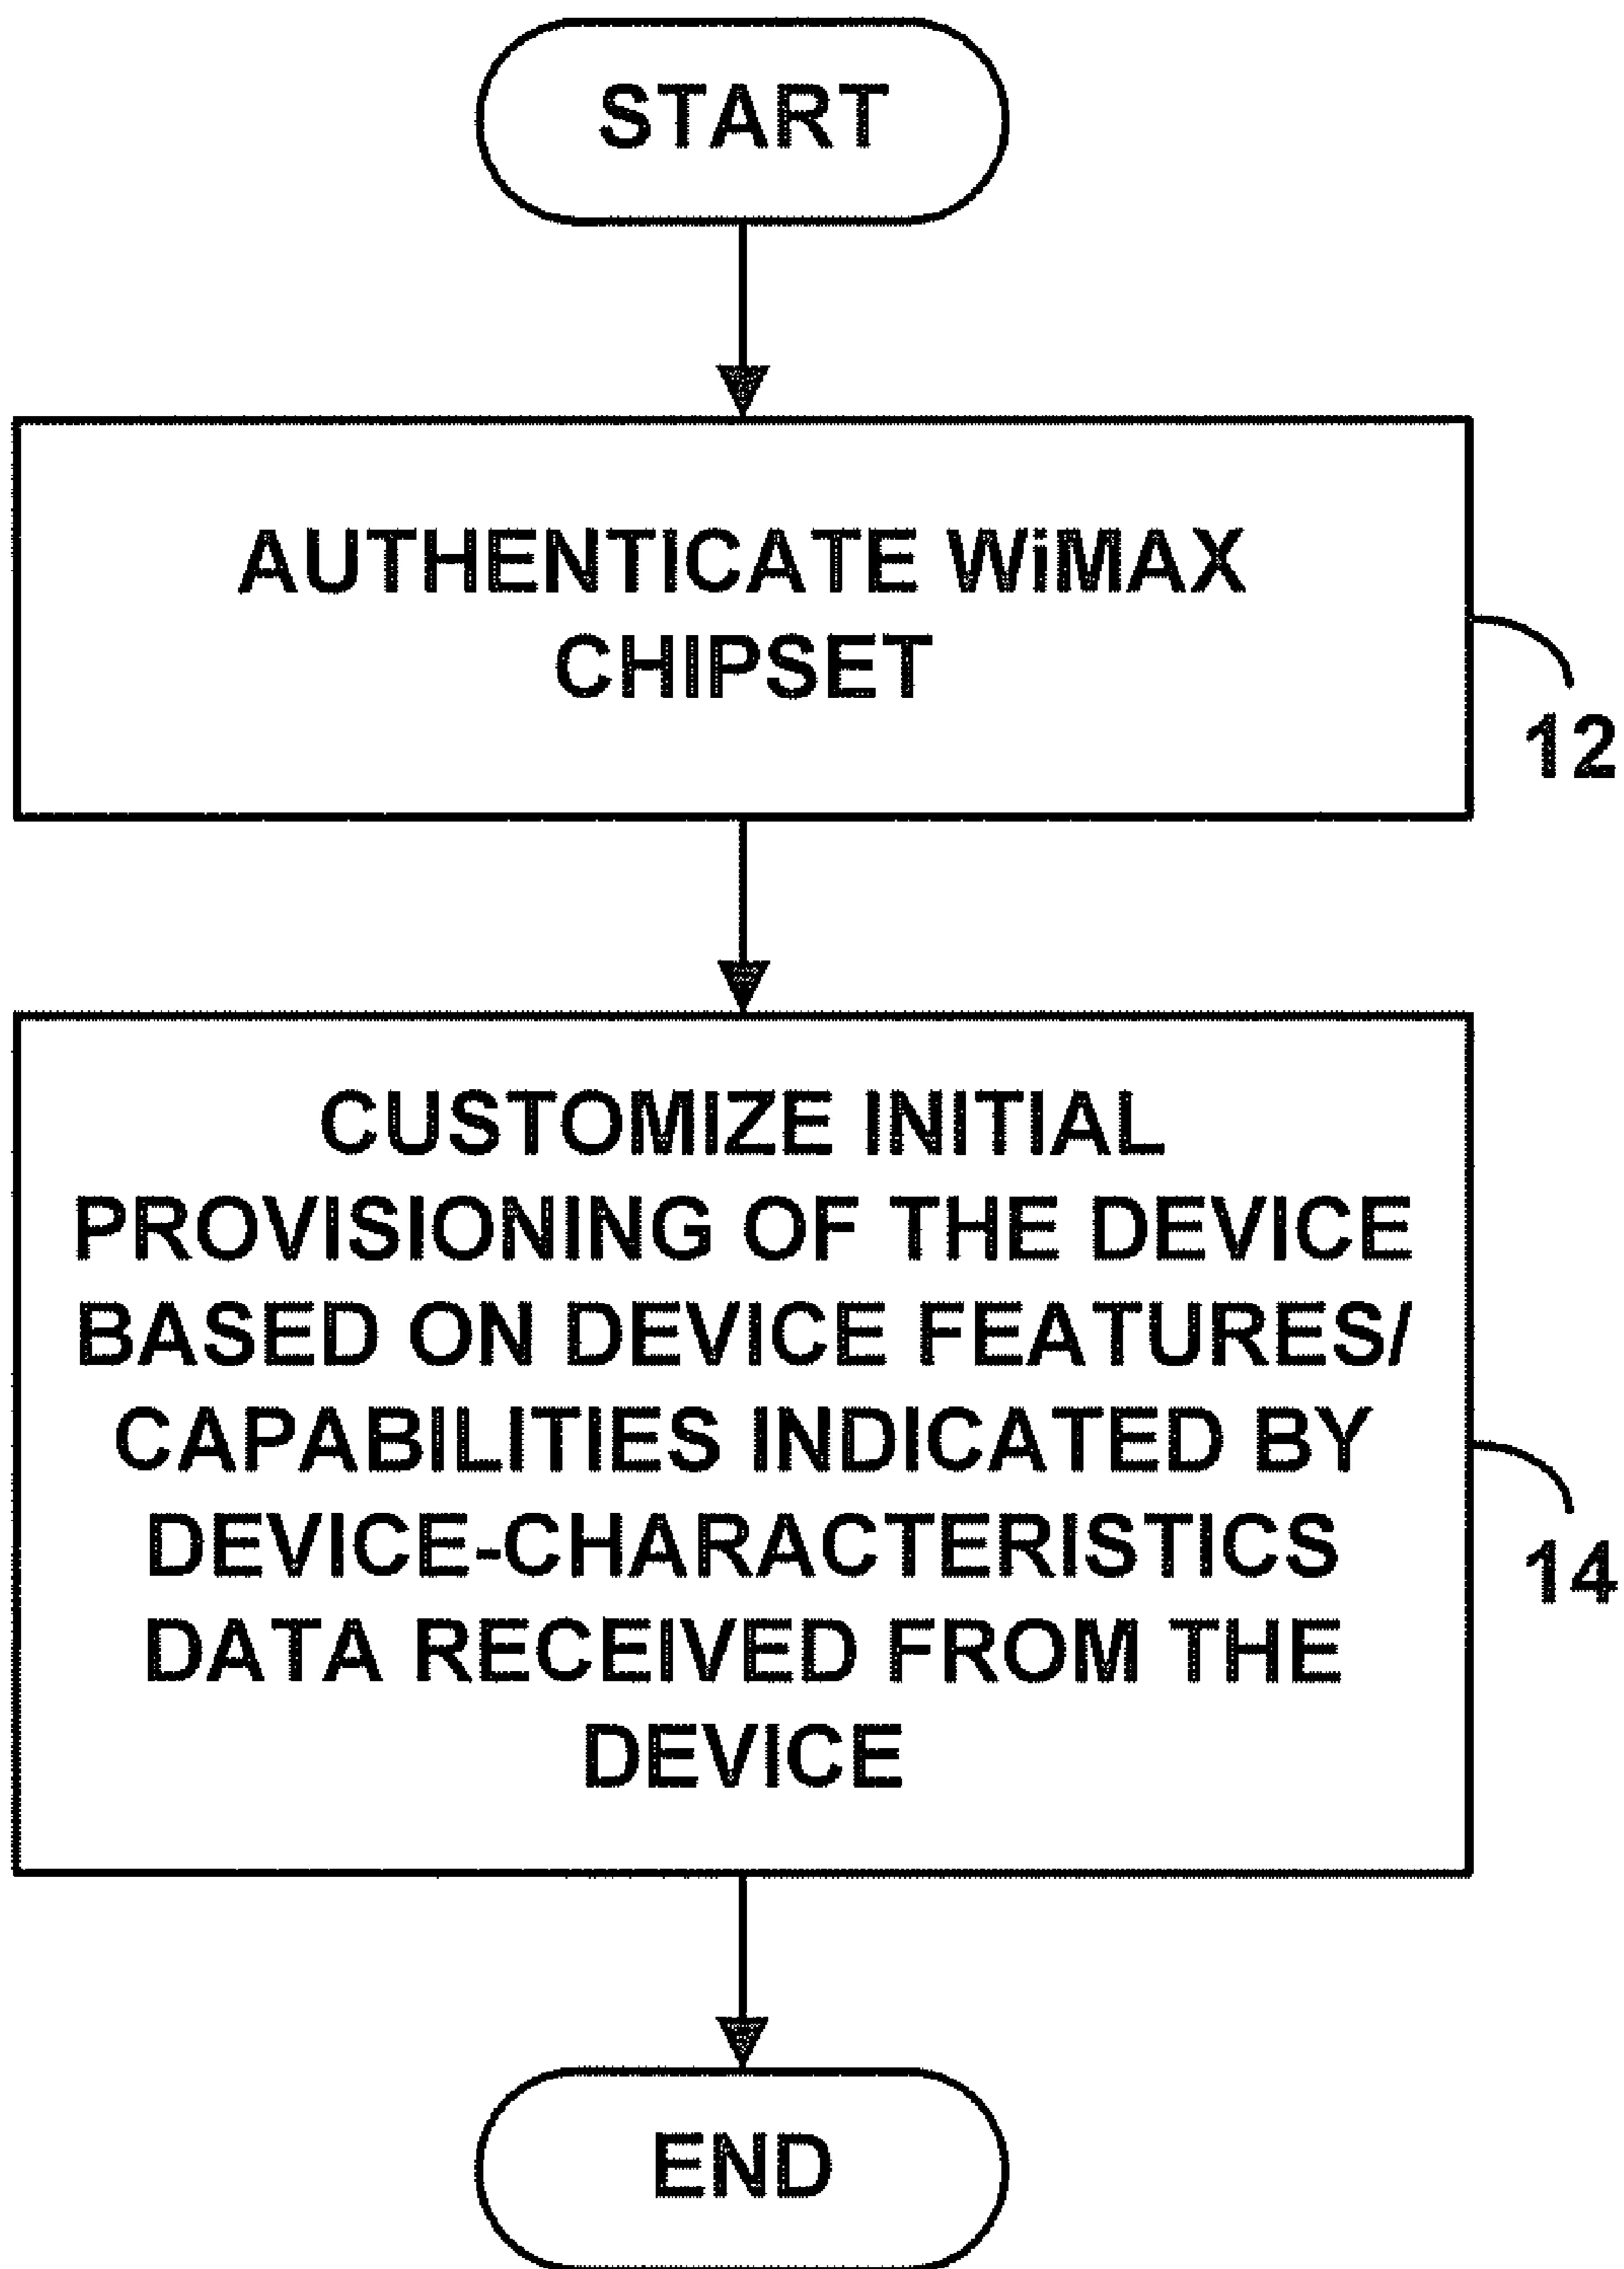 START
AUTHENTICATE WiMAX
CHIPSET
12
CUSTOMIZE INITIAL
PROVISIONING OF THE DEVICE
BASED ON DEVICE FEATURES/
CAPABILITIES INDICATED BY
DEVICE-CHARACTERISTICS
DATA RECEIVED FROM THE
DEVICE
14
END